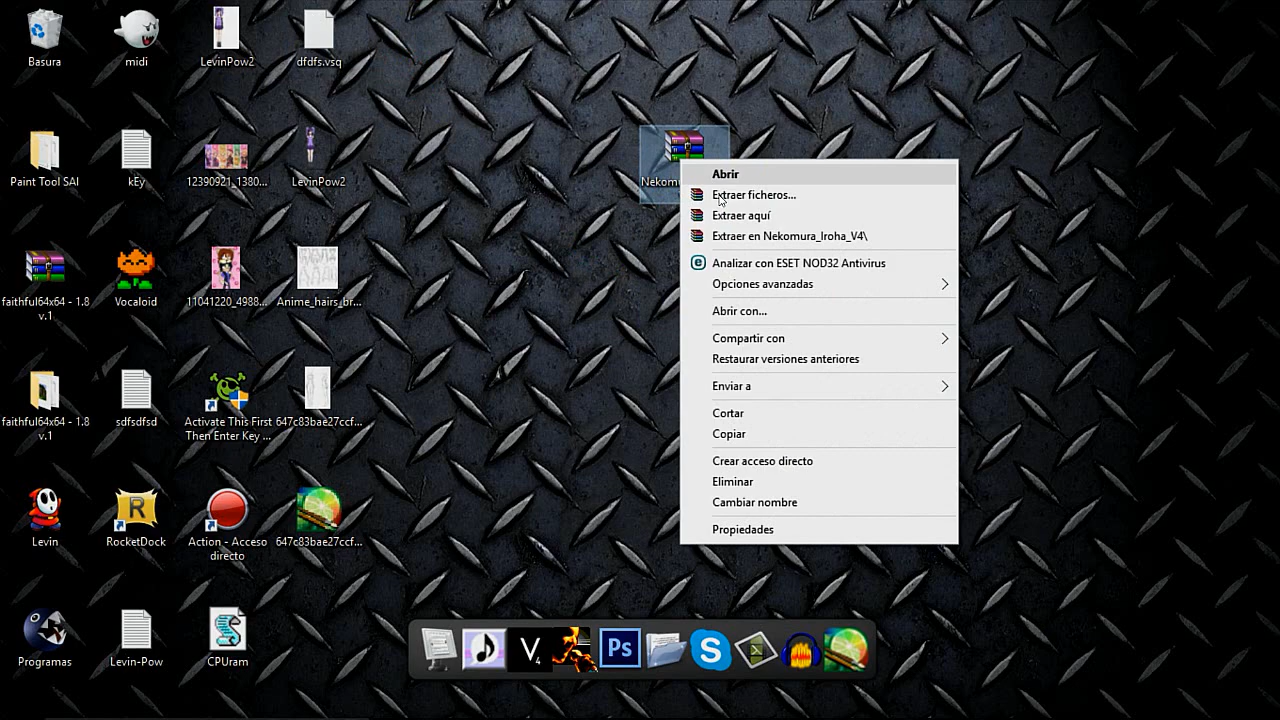 Basura
midi
LevinPow2
dfdfs.vsq
Paint Tool SAI
kEy
12390921_1380...
LevinPow2
faithful64x64 - 1.8
v.1
Vocaloid
11041220_4988...
Anime_hairs_br...
faithful64x64 - 1.8
v.1
sdfsdfsd
Activate This First
Then Enter Key ...
647c83bae27ccf...
Levin
R
RocketDock
Action - Acceso
directo
647c83bae27ccf...
Programas
Levin-Pow
CPUram
Nekomu
Abrir
Extraer ficheros...
Extraer aquí
Extraer en Nekomura_Iroha_V4\
e
Analizar con ESET NOD32 Antivirus
Opciones avanzadas
Abrir con...
Compartir con
Restaurar versiones anteriores
Enviar a
Cortar
Copiar
Crear acceso directo
Eliminar
Cambiar nombre
Propiedades
V4
Ps
S